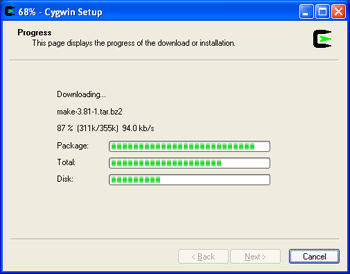 68% - Cygwin Setup
Progress
This page displays the progress of the download or installation.
Downloading...
make-3.81-1.tar.bz2
87 % (311k/355k) 94.0 kb/s
Package:
Total:
Disk:
< Back
Next >
Cancel